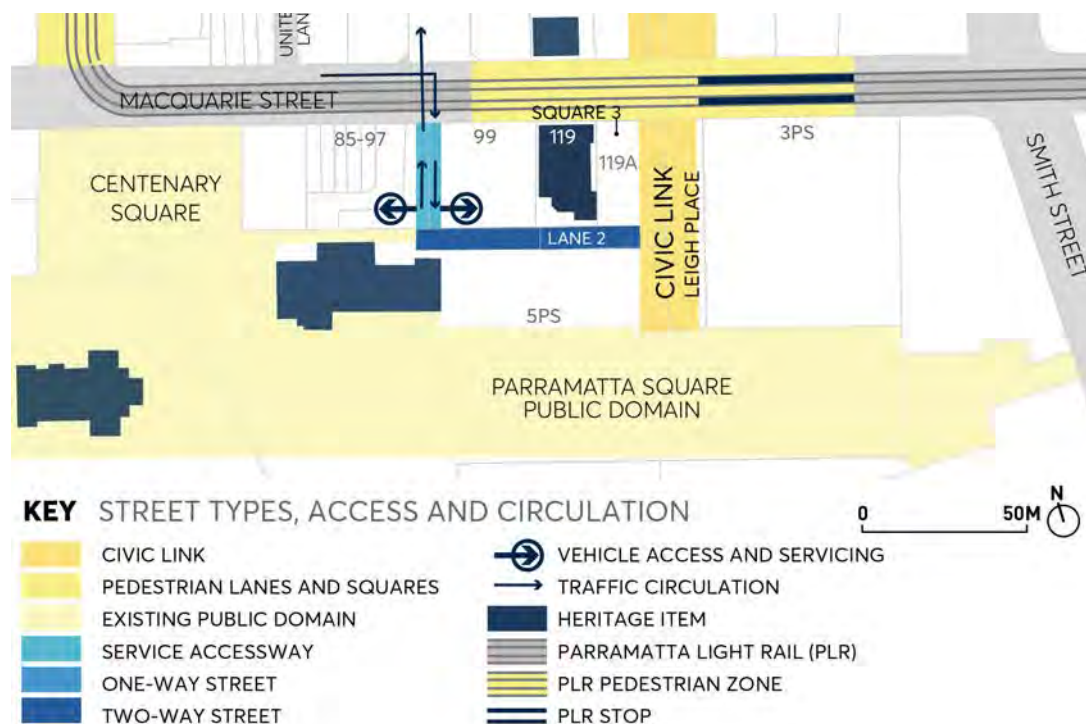 UNITE
LAN
MACQUARIE STREET
SQUARE 3
85-97
99
119
119A
3PS
SMITH STREET
CENTENARY
SQUARE
CIVIC LINK
LEIGH PLACE
LANE 2
5PS
PARRAMATTA SQUARE
PUBLIC DOMAIN
KEY STREET TYPES, ACCESS AND CIRCULATION
0 50M N
CIVIC LINK
PEDESTRIAN LANES AND SQUARES
EXISTING PUBLIC DOMAIN
SERVICE ACCESSWAY
ONE-WAY STREET
TWO-WAY STREET
VEHICLE ACCESS AND SERVICING
TRAFFIC CIRCULATION
HERITAGE ITEM
PARRAMATTA LIGHT RAIL (PLR)
PLR PEDESTRIAN ZONE
PLR STOP